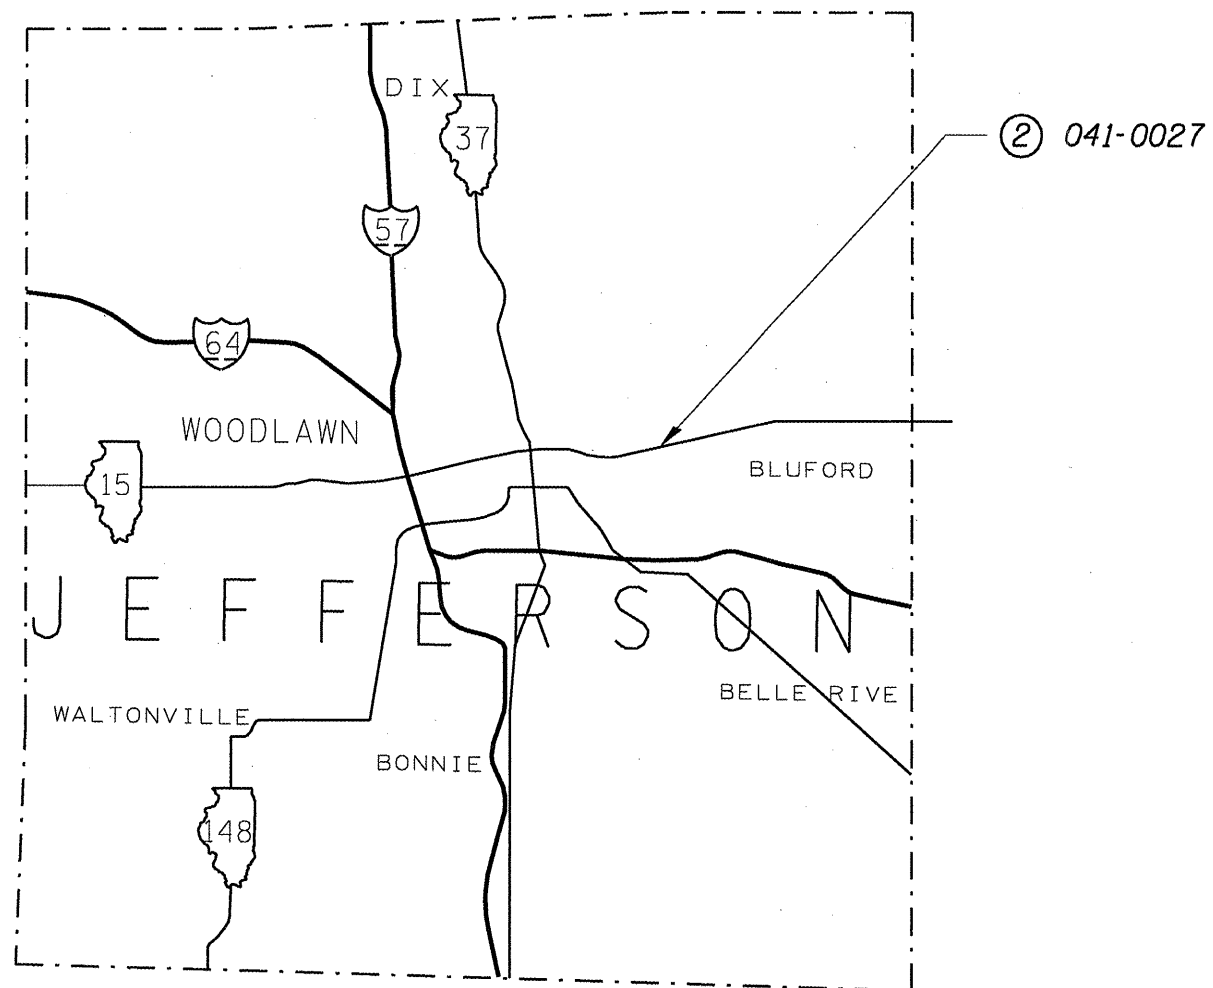 DIX
37
② 041-0027
57
64
WOODLAWN
15
BLUFORD
JEFFERSON
BELLE RIVE
WALTONVILLE
BONNIE
148